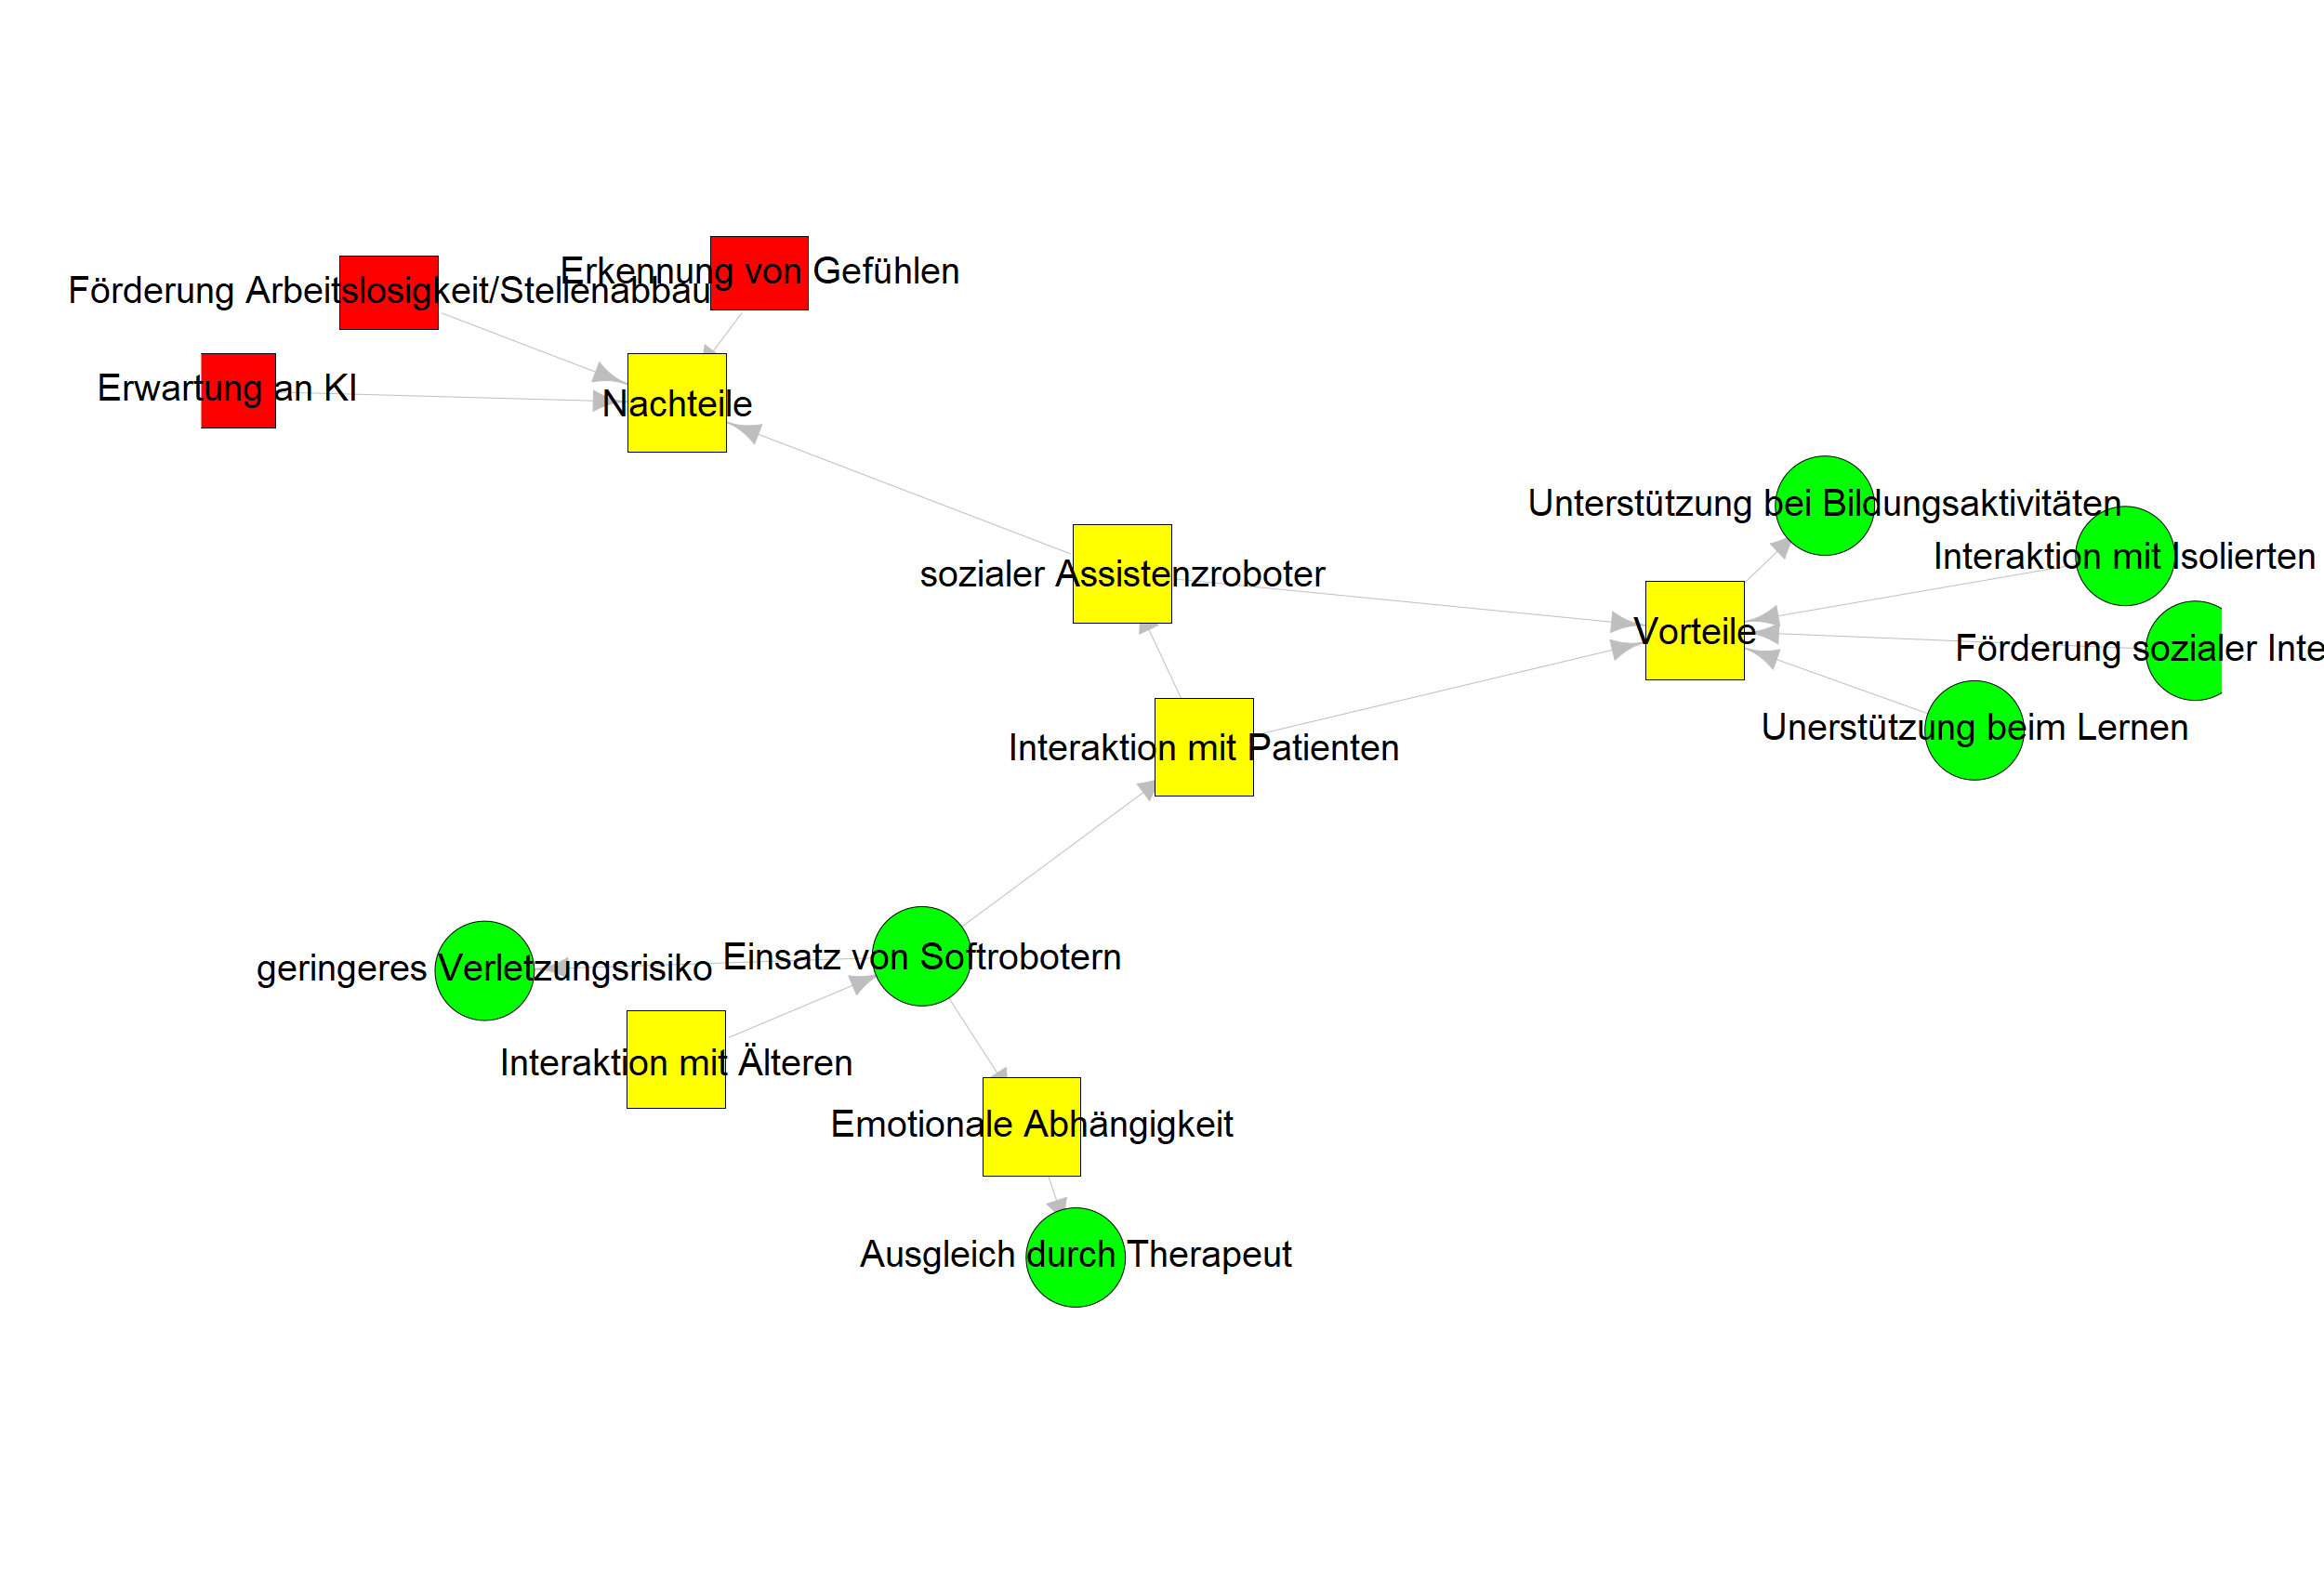 Erkennung von Gefühlen
Förderung Arbeitslosigkeit/Stellenabbau
Erwartung an KI
Nachteile
Unterstützung bei Bildungsaktivitäten
Interaktion mit Isolierten
sozialer Assistenzroboter
Vorteile
Förderung sozialer Inte
Unerstützung beim Lernen
Interaktion mit Patienten
Einsatz von Softrobotern
geringeres Verletzungsrisiko
Interaktion mit Älteren
Emotionale Abhängigkeit
Ausgleich durch Therapeut